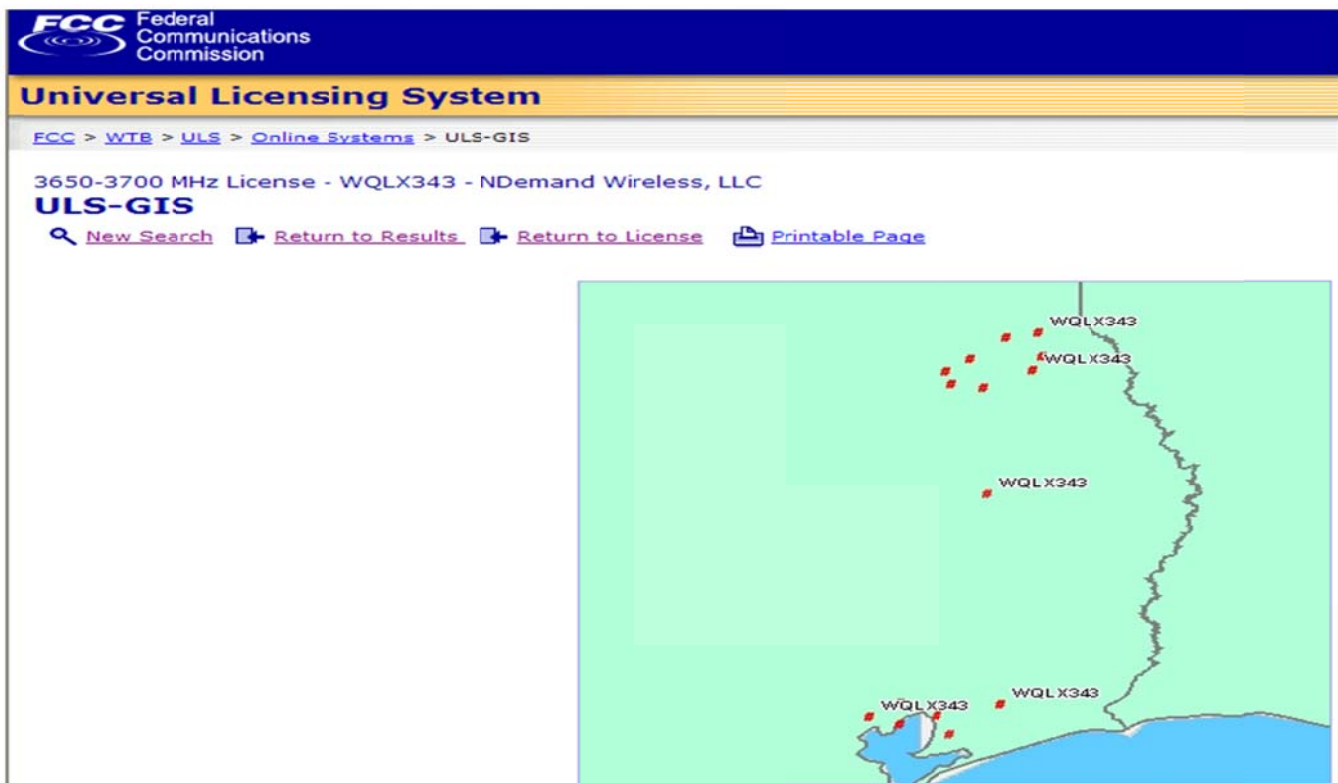 FCC Federal
Communications
Commission
Universal Licensing System
FCC > WTB > ULS > Online Systems > ULS-GIS
3650-3700 MHz License - WQLX343 - NDemand Wireless, LLC
ULS-GIS
New Search Return to Results Return to License Printable Page
WQLX343
WQLX343
WQLX343
WQLX343
WQLX343